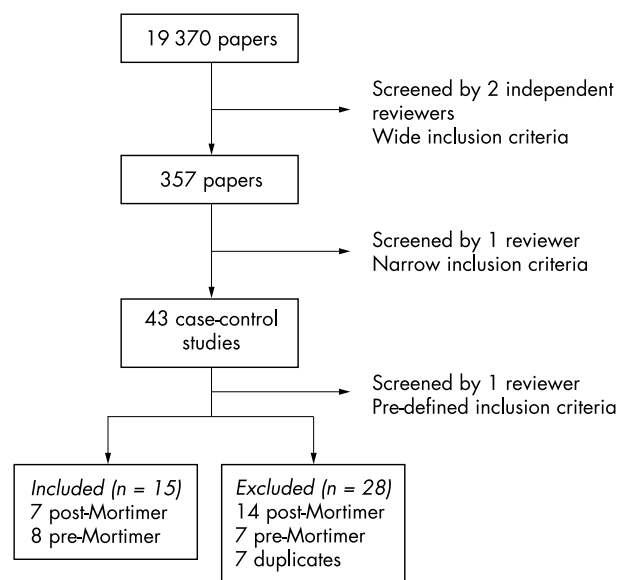 19 370 papers
Screened by 2 independent
reviewers
Wide inclusion criteria
357 papers
Screened by 1 reviewer
Narrow inclusion criteria
43 case-control
studies
Screened by 1 reviewer
Pre-defined inclusion criteria
Included (n = 15)
7 post-Mortimer
8 pre-Mortimer
Excluded (n = 28)
14 post-Mortimer
7 pre-Mortimer
7 duplicates